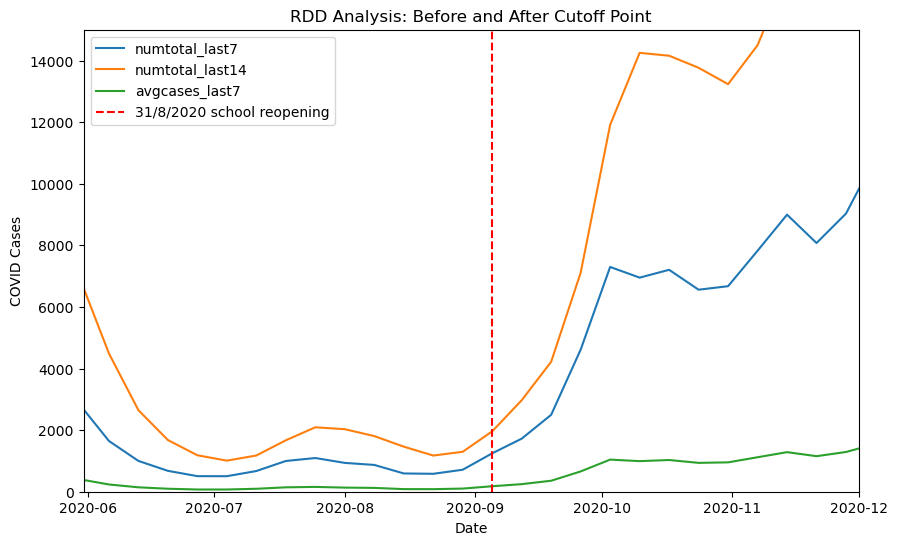 RDD Analysis: Before and After Cutoff Point
numtotal_last7
numtotal_last14
avgcases_last7
31/8/2020 school reopening
COVID Cases
14000
12000
10000
8000
6000
4000
2000
0
2020-06
2020-07
2020-08
2020-09
2020-10
2020-11
2020-12
Date